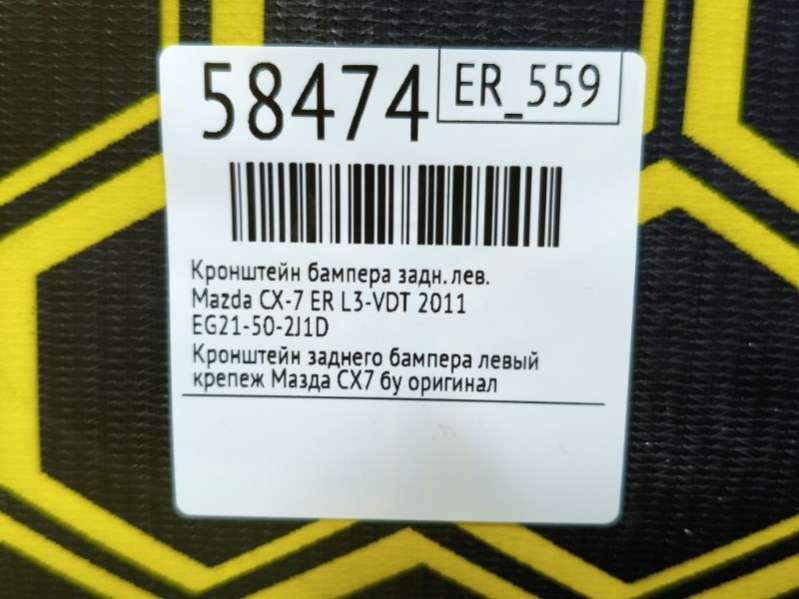 58474
ER_559
Кронштейн бампера задн. лев.
Mazda CX-7 ER L3-VDT 2011
EG21-50-2J1D
Кронштейн заднего бампера левый
крепеж Мазда СХ7 бу оригинал